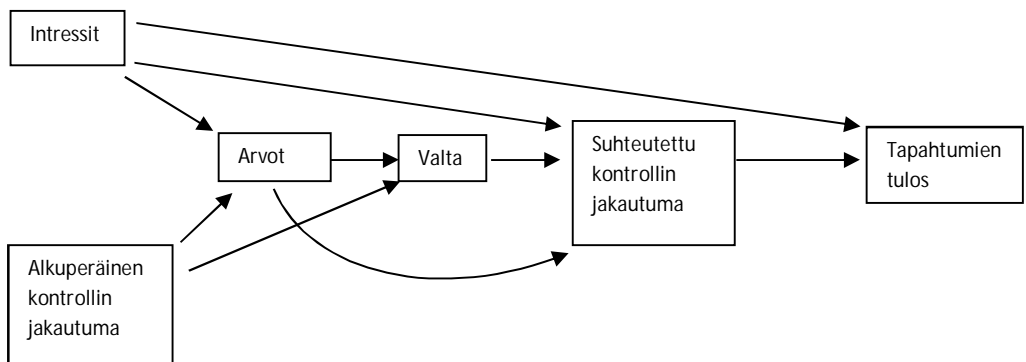 Intressit
Arvot
Valta
Suhteutettu
kontrollin
jakautuma
Tapahtumien
tulos
Alkuperäinen
kontrollin
jakautuma